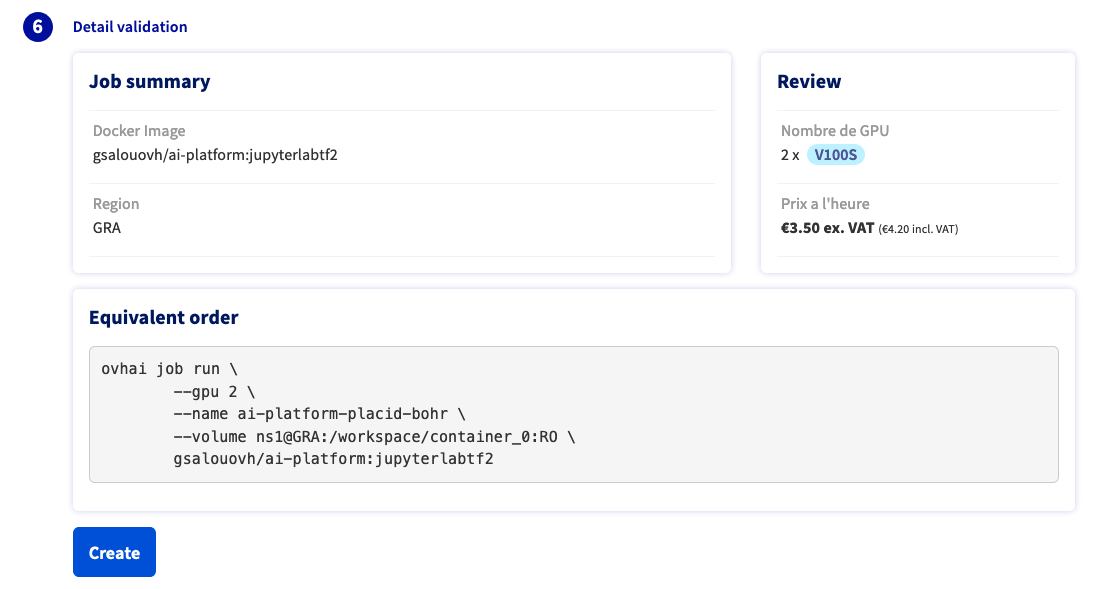 6 Detail validation
Job summary
Docker Image
gsalouovh/ai-platform:jupyterlabtf2
Region
GRA
Review
Nombre de GPU
2 x V100S
Prix a l'heure
€3.50 ex. VAT (€4.20 incl. VAT)
Equivalent order
ovhai job run \
--gpu 2 \
--name ai-platform-placid-bohr \
--volume ns1@GRA:/workspace/container_0:RO \
gsalouovh/ai-platform:jupyterlabtf2
Create